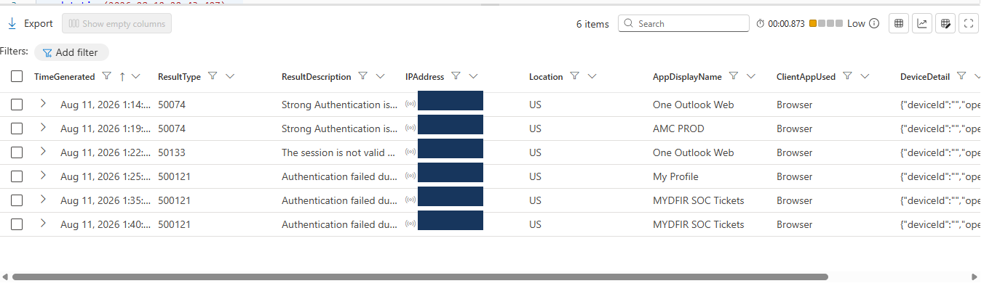 Export Show empty columns 6 items Search 00:00.873 Low
Filters: Add filter
TimeGenerated ResultType ResultDescription IPAddress Location AppDisplayName ClientAppUsed DeviceDetail
Aug 11, 2026 1:14:... 50074 Strong Authentication is... US One Outlook Web Browser {"deviceId":"","ope
Aug 11, 2026 1:19:... 50074 Strong Authentication is... US AMC PROD Browser {"deviceId":"","ope
Aug 11, 2026 1:22:... 50133 The session is not valid ... US One Outlook Web Browser {"deviceId":"","ope
Aug 11, 2026 1:25:... 500121 Authentication failed du... US My Profile Browser {"deviceId":"","ope
Aug 11, 2026 1:35:... 500121 Authentication failed du... US MYDFIR SOC Tickets Browser {"deviceId":"","ope
Aug 11, 2026 1:40:... 500121 Authentication failed du... US MYDFIR SOC Tickets Browser {"deviceId":"","ope